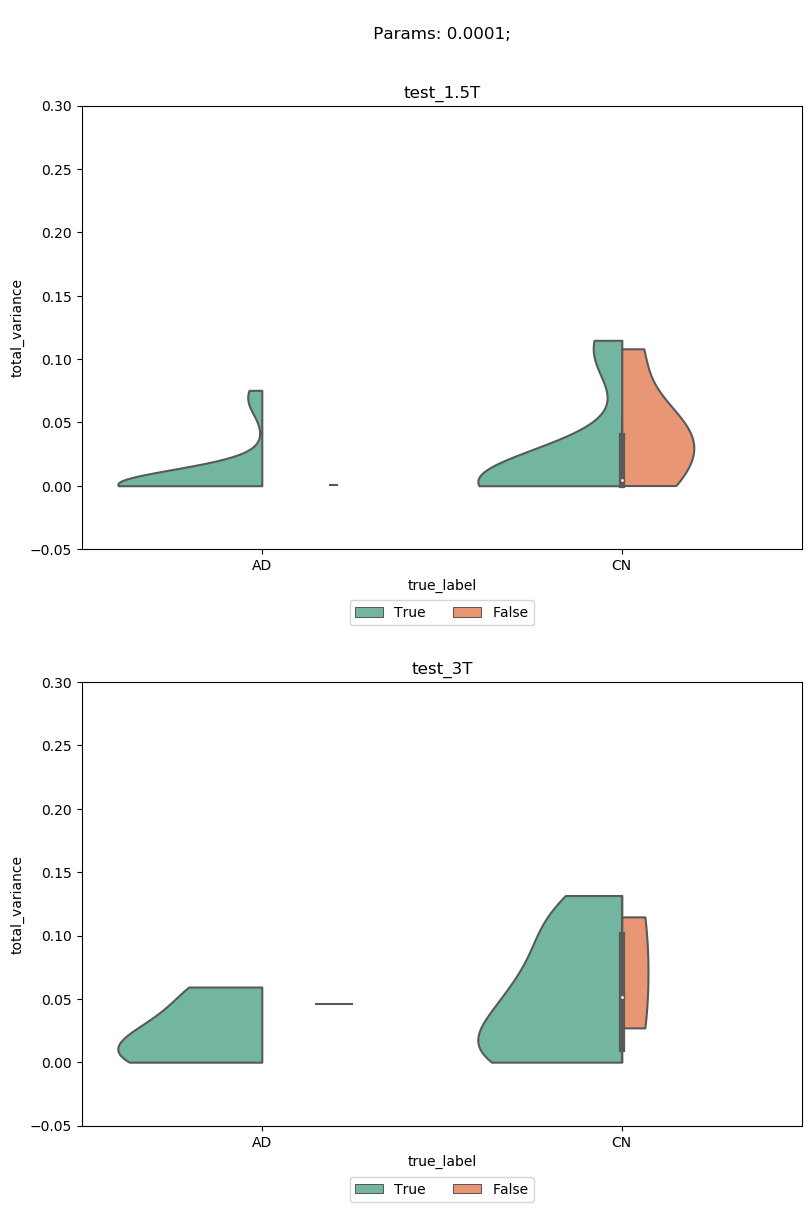 Params: 0.0001;
test_1.5T
0.30
0.25
0.20
0.15
0.10
0.05
0.00
−0.05
total_variance
AD CN
true_label
True False
test_3T
0.30
0.25
0.20
0.15
0.10
0.05
0.00
−0.05
total_variance
AD CN
true_label
True False